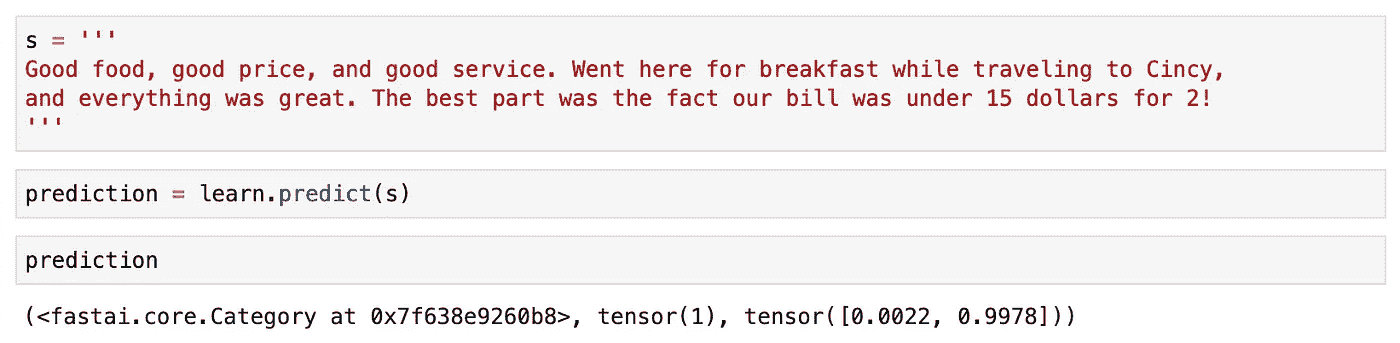 s = '''
Good food, good price, and good service. Went here for breakfast while traveling to Cincy,
and everything was great. The best part was the fact our bill was under 15 dollars for 2!
'''
prediction = learn.predict(s)
prediction
(<fastai.core.Category at 0x7f638e9260b8>, tensor(1), tensor([0.0022, 0.9978]))